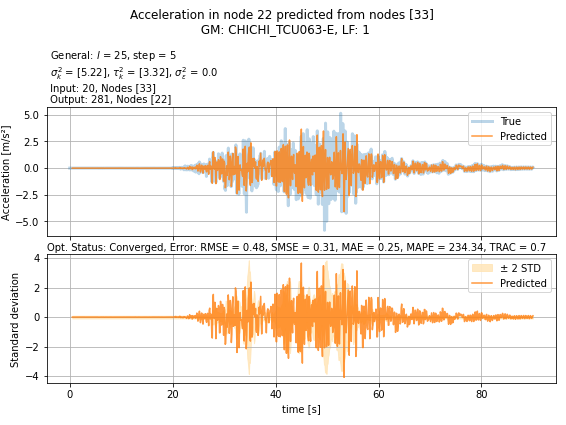 Acceleration in node 22 predicted from nodes [33]
GM: CHICHI_TCU063-E, LF: 1
General: l = 25, step = 5
σ²ₖ = [5.22], τ²ₖ = [3.32], σ²ε = 0.0
Input: 20, Nodes [33]
Output: 281, Nodes [22]
Acceleration [m/s²]
5.0
2.5
0.0
−2.5
−5.0
True
Predicted
Opt. Status: Converged, Error: RMSE = 0.48, SMSE = 0.31, MAE = 0.25, MAPE = 234.34, TRAC = 0.7
Standard deviation
4
2
0
−2
−4
± 2 STD
Predicted
0 20 40 60 80
time [s]